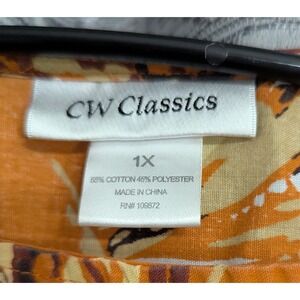 CW Classics
1X
55% COTTON 45% POLYESTER
MADE IN CHINA
RN# 109872